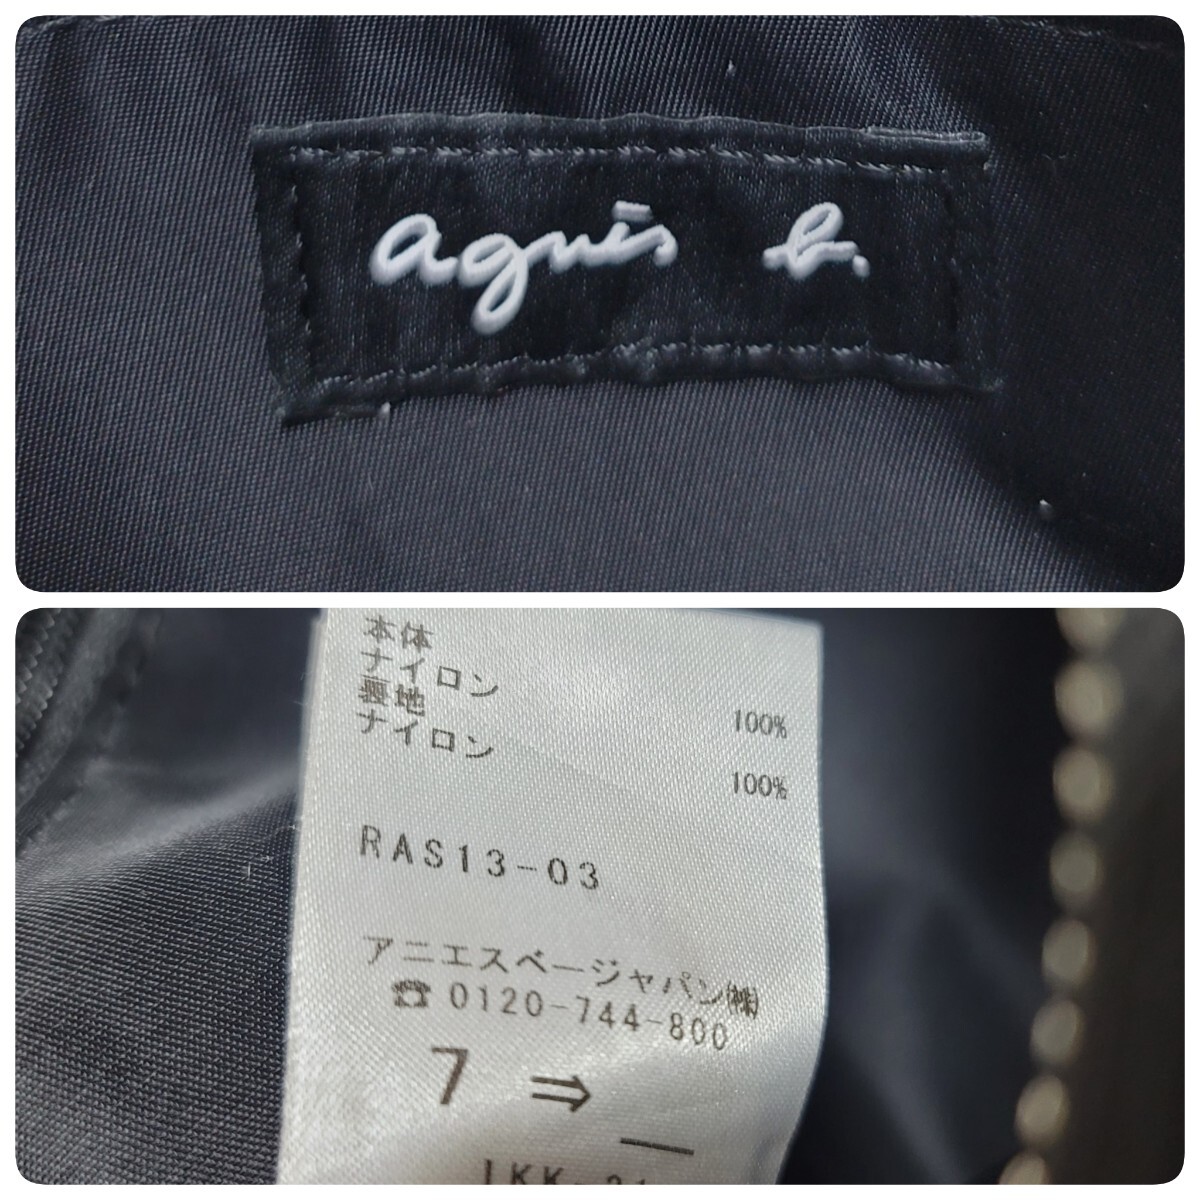 agnès b.
本体
ナイロン 100%
裏地
ナイロン 100%
RAS13-03
アニエスベージャパン㈱
☎ 0120-744-800
7 ⇒